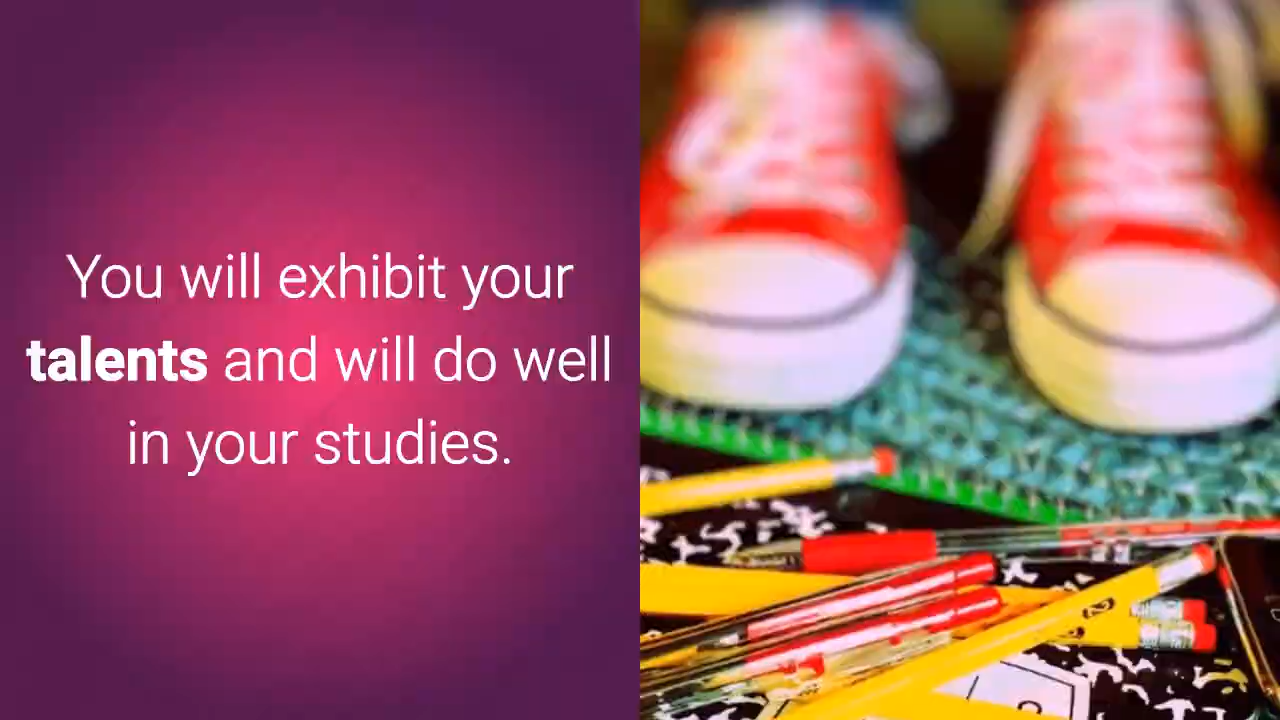 You will exhibit your
talents and will do well
in your studies.